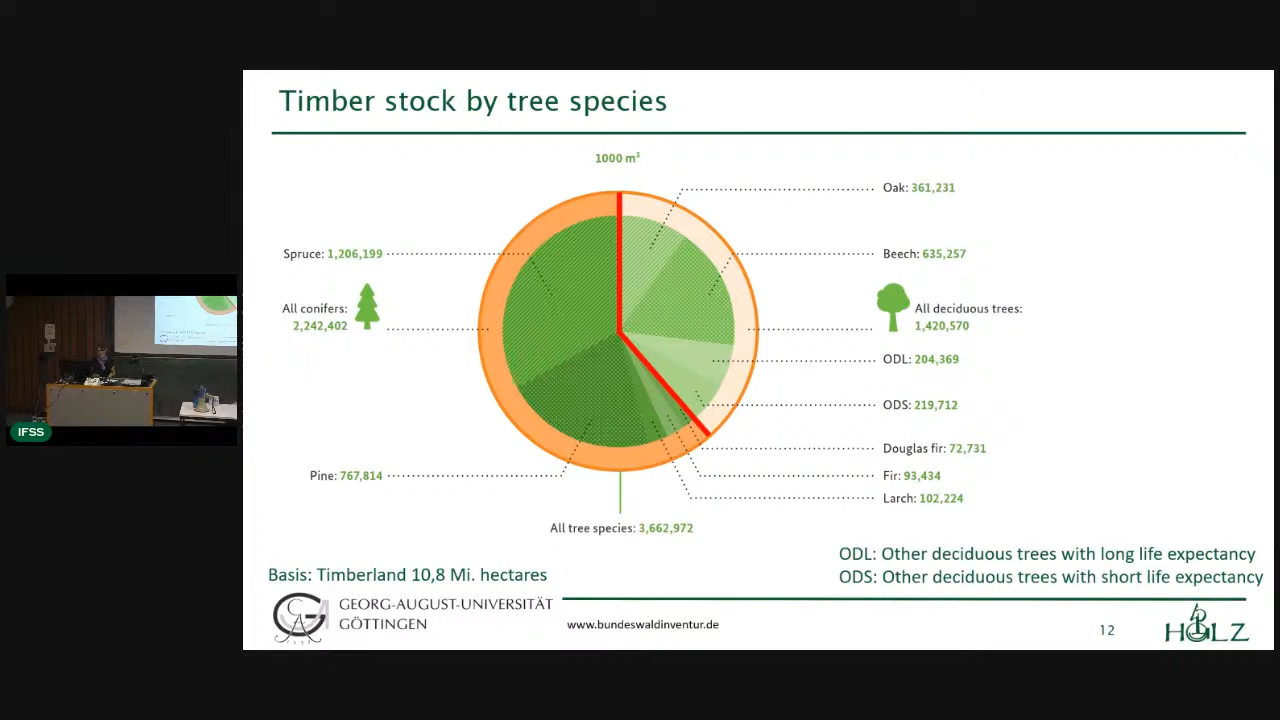 Timber stock by tree species
1000 m³
Oak: 361,231
Spruce: 1,206,199
Beech: 635,257
All conifers:
2,242,402
All deciduous trees:
1,420,570
ODL: 204,369
ODS: 219,712
Douglas fir: 72,731
Pine: 767,814
Fir: 93,434
Larch: 102,224
All tree species: 3,662,972
ODL: Other deciduous trees with long life expectancy
Basis: Timberland 10,8 Mi. hectares
ODS: Other deciduous trees with short life expectancy
GEORG-AUGUST-UNIVERSITÄT
GÖTTINGEN
www.bundeswaldinventur.de
12
HOLZ
IFSS